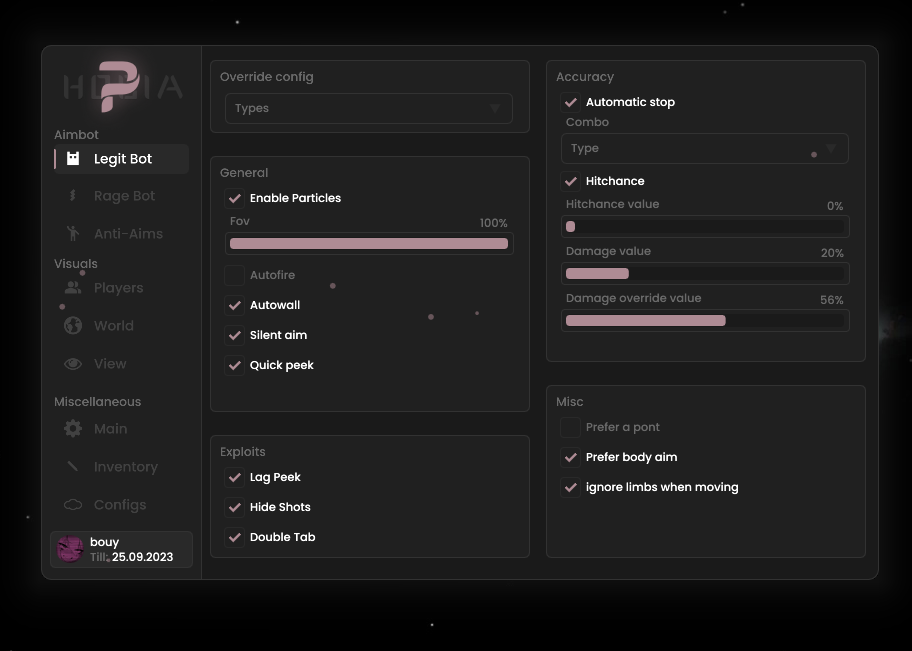 Aimbot
Legit Bot
Rage Bot
Anti-Aims
Visuals
Players
World
View
Miscellaneous
Main
Inventory
Configs
bouy
Till: 25.09.2023
Override config
Types
General
Enable Particles
Fov 100%
Autofire
Autowall
Silent aim
Quick peek
Exploits
Lag Peek
Hide Shots
Double Tab
Accuracy
Automatic stop
Combo
Type
Hitchance
Hitchance value 0%
Damage value 20%
Damage override value 56%
Misc
Prefer a pont
Prefer body aim
ignore limbs when moving